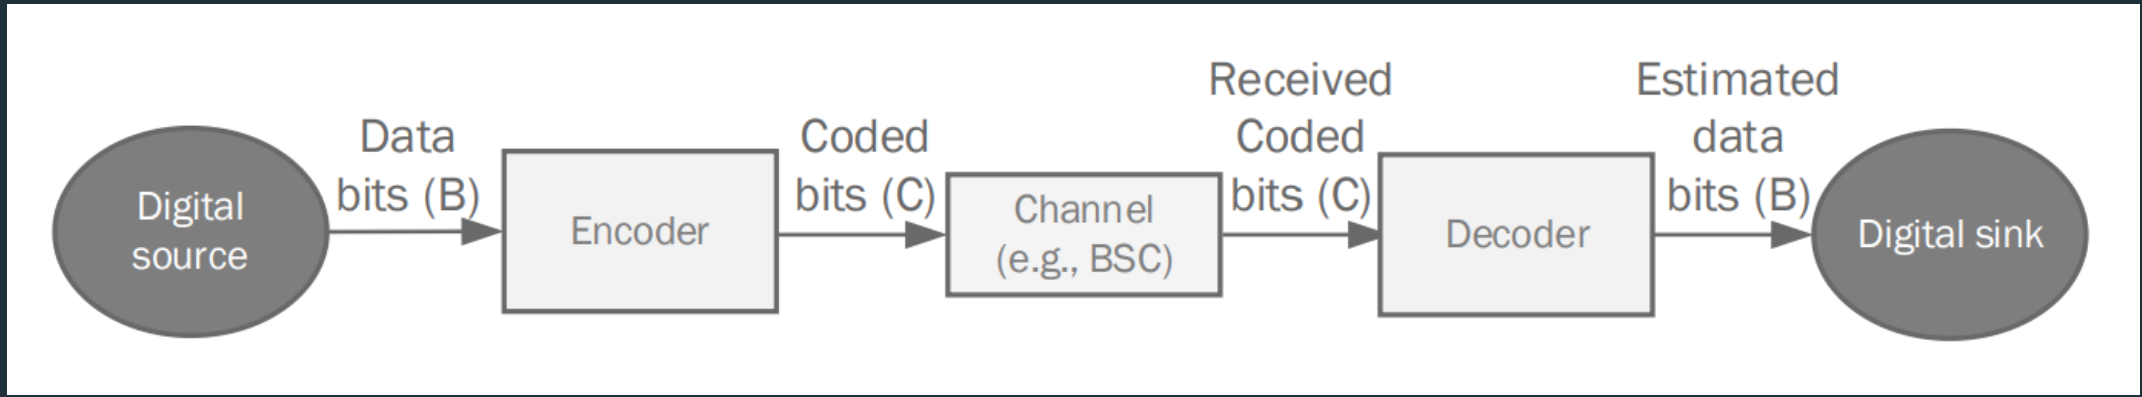 Digital
source
Data
bits (B)
Encoder
Coded
bits (C)
Channel
(e.g., BSC)
Received
Coded
bits (C)
Decoder
Estimated
data
bits (B)
Digital sink